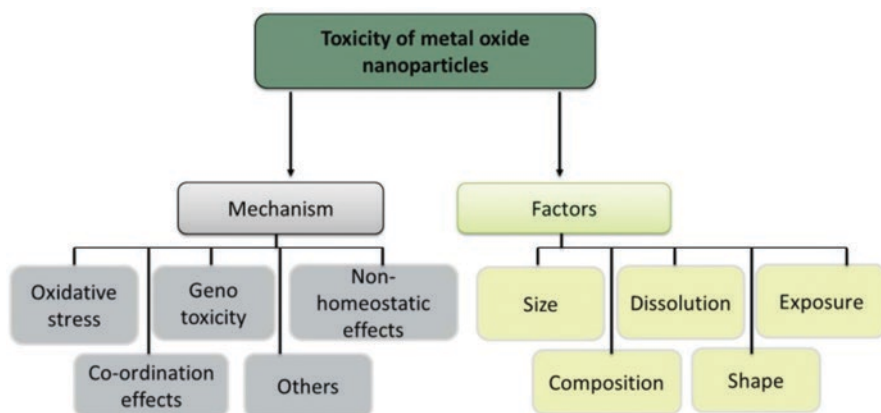 Toxicity of metal oxide
nanoparticles
Mechanism
Factors
Oxidative
stress
Geno
toxicity
Non-
homeostatic
effects
Co-ordination
effects
Others
Size
Dissolution
Exposure
Composition
Shape